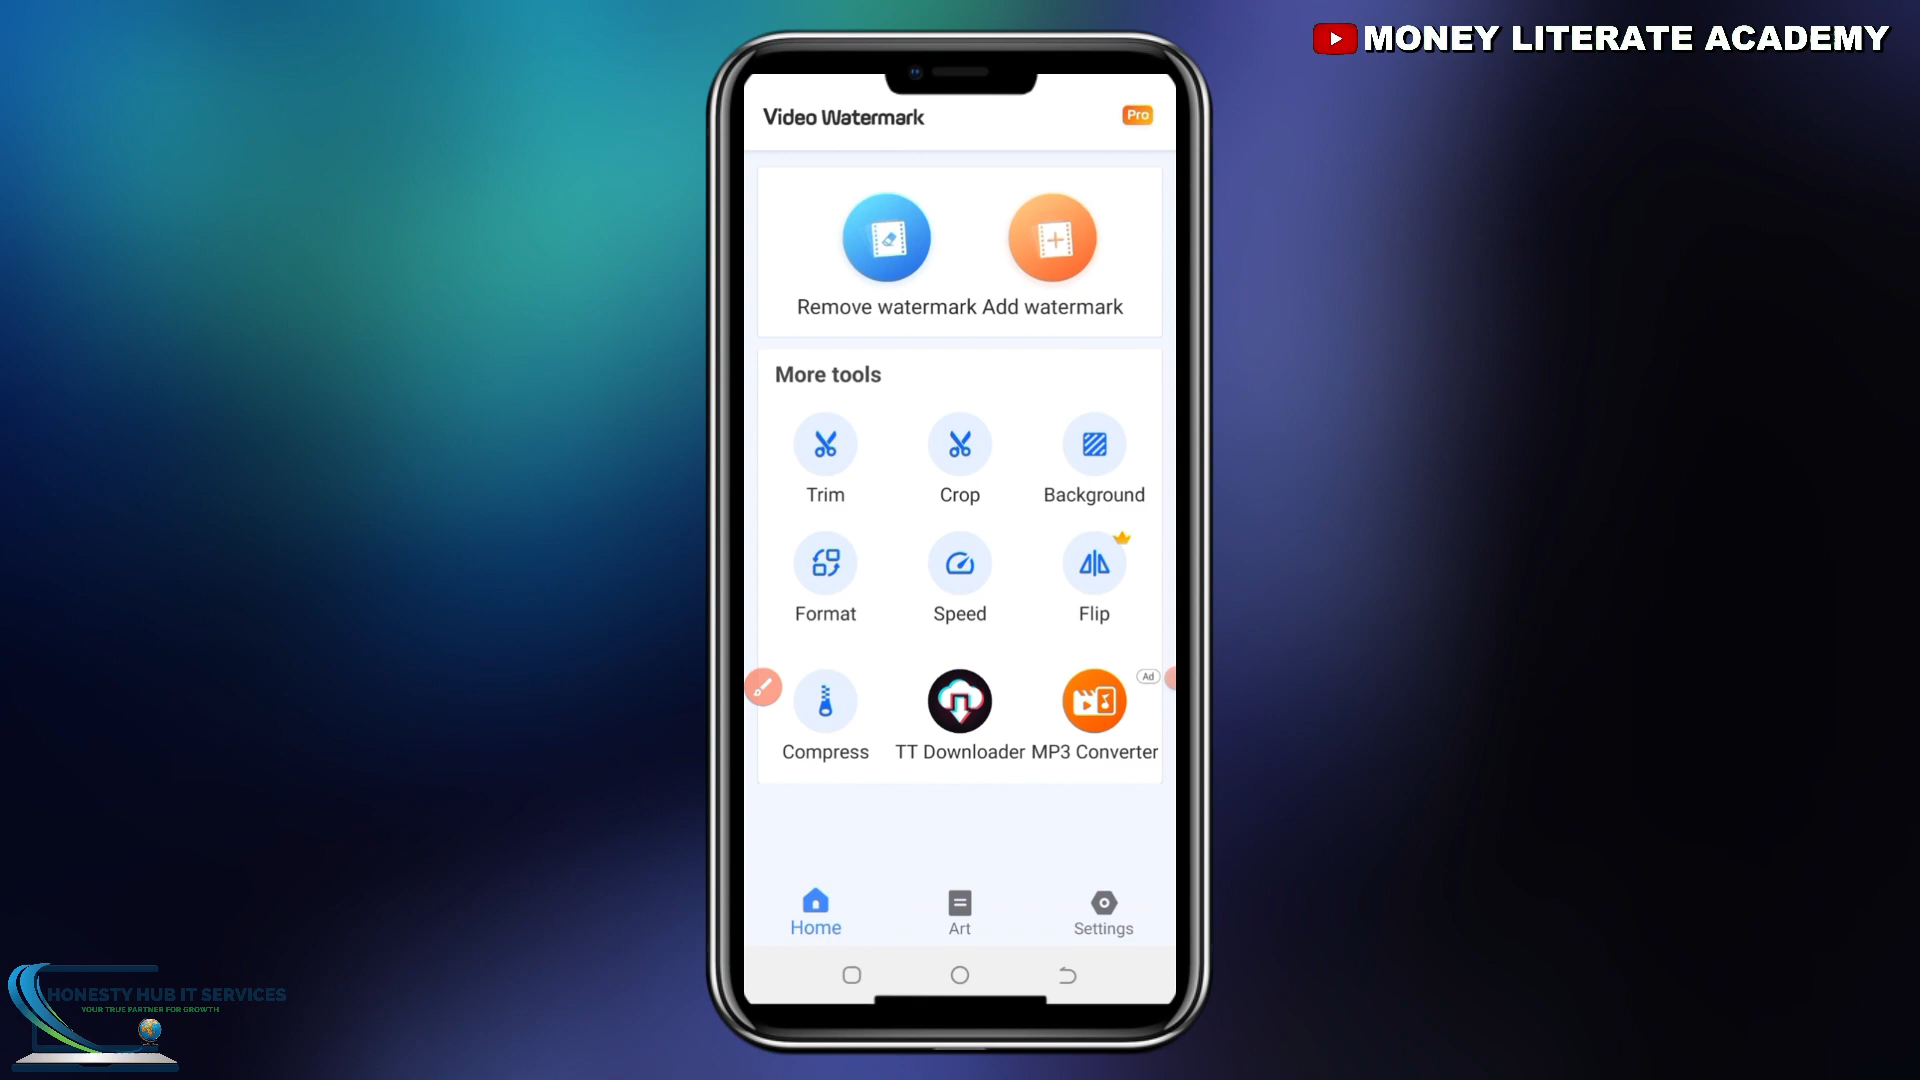 MONEY LITERATE ACADEMY
Video Watermark
Pro
Remove watermark Add watermark
More tools
Trim Crop Background
Format Speed Flip
Ad
Compress TT Downloader MP3 Converter
Home Art Settings
HONESTY HUB IT SERVICES
YOUR TRUE PARTNER FOR GROWTH